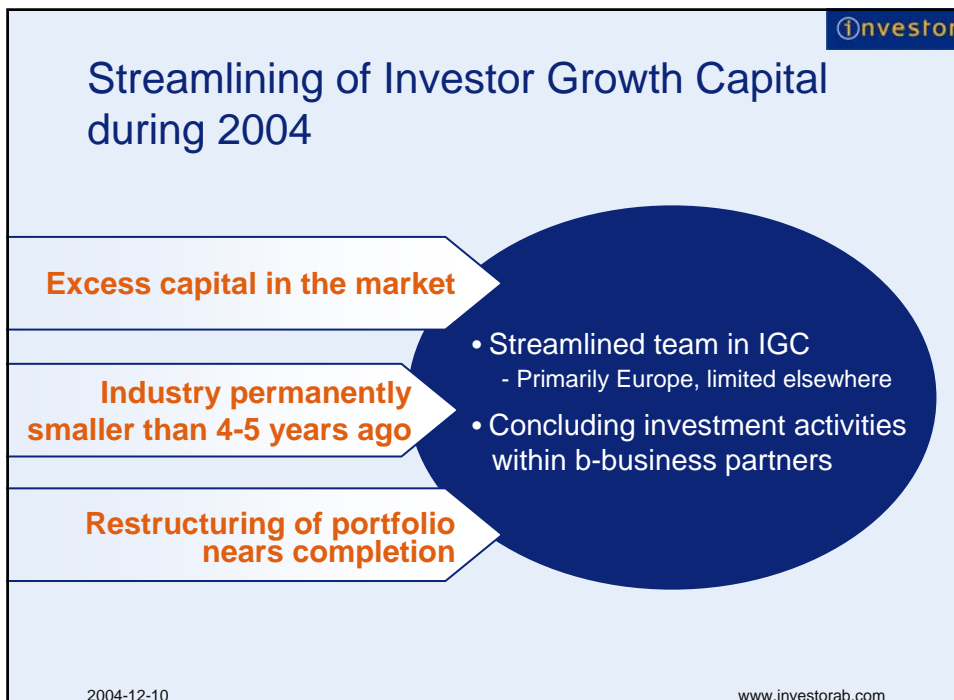 investor
Streamlining of Investor Growth Capital
during 2004
Excess capital in the market
Industry permanently
smaller than 4-5 years ago
Restructuring of portfolio
nears completion
• Streamlined team in IGC
- Primarily Europe, limited elsewhere
• Concluding investment activities
within b-business partners
2004-12-10
www.investorab.com